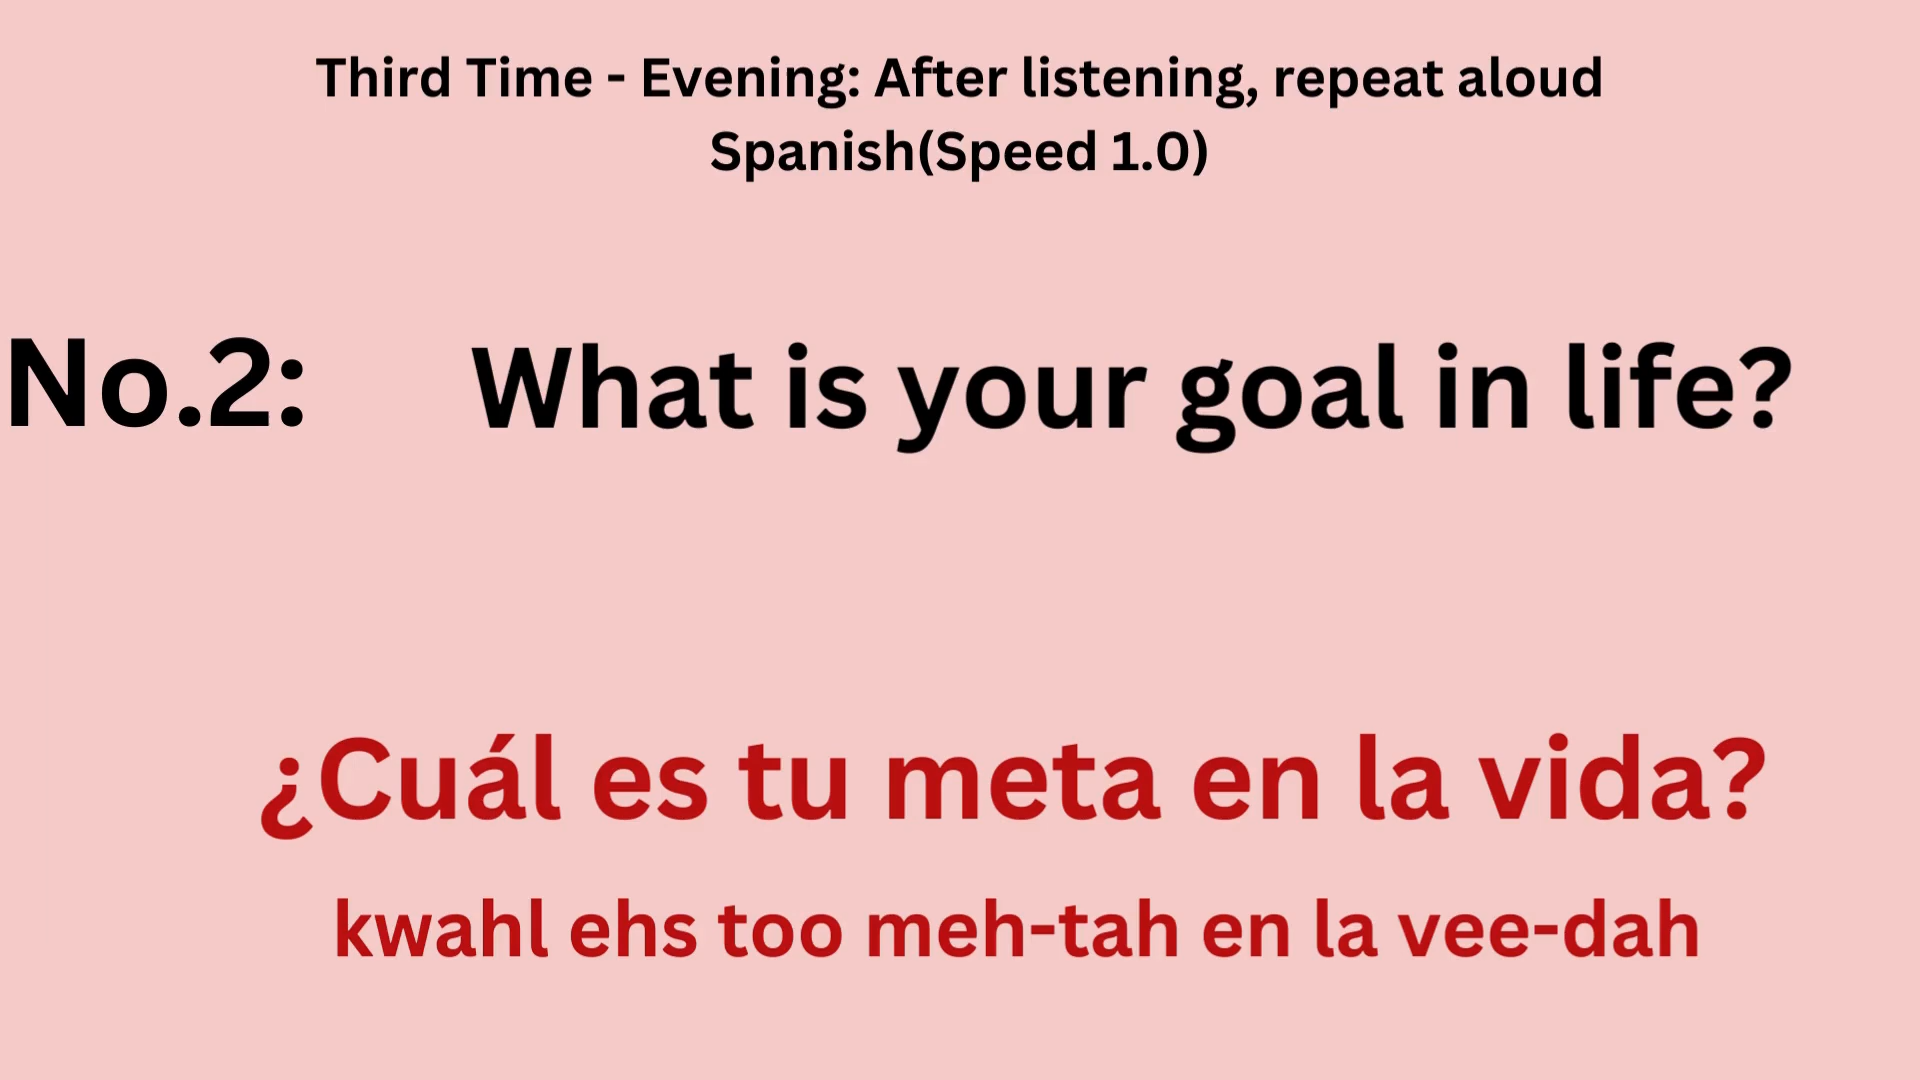 Third Time - Evening: After listening, repeat aloud
Spanish(Speed 1.0)
No.2: What is your goal in life?
¿Cuál es tu meta en la vida?
kwahl ehs too meh-tah en la vee-dah